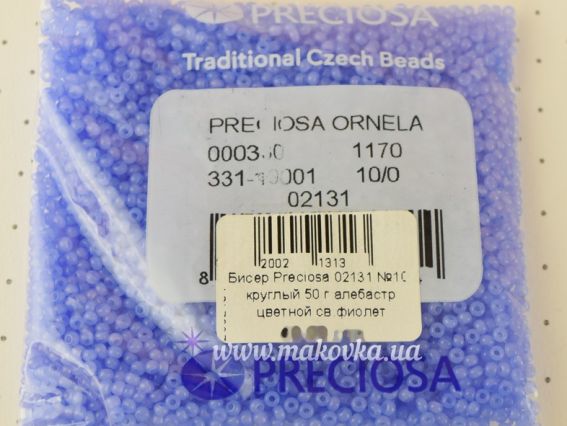 PRECIOSA
Traditional Czech Beads
PRECIOSA ORNELA
1170
10/0
02131
8
2002 1313
Бисер Preciosa 02131 №10
круглый 50 г алебастр
цветной св.фиолет
www.makovka.ua
PRECIOSA